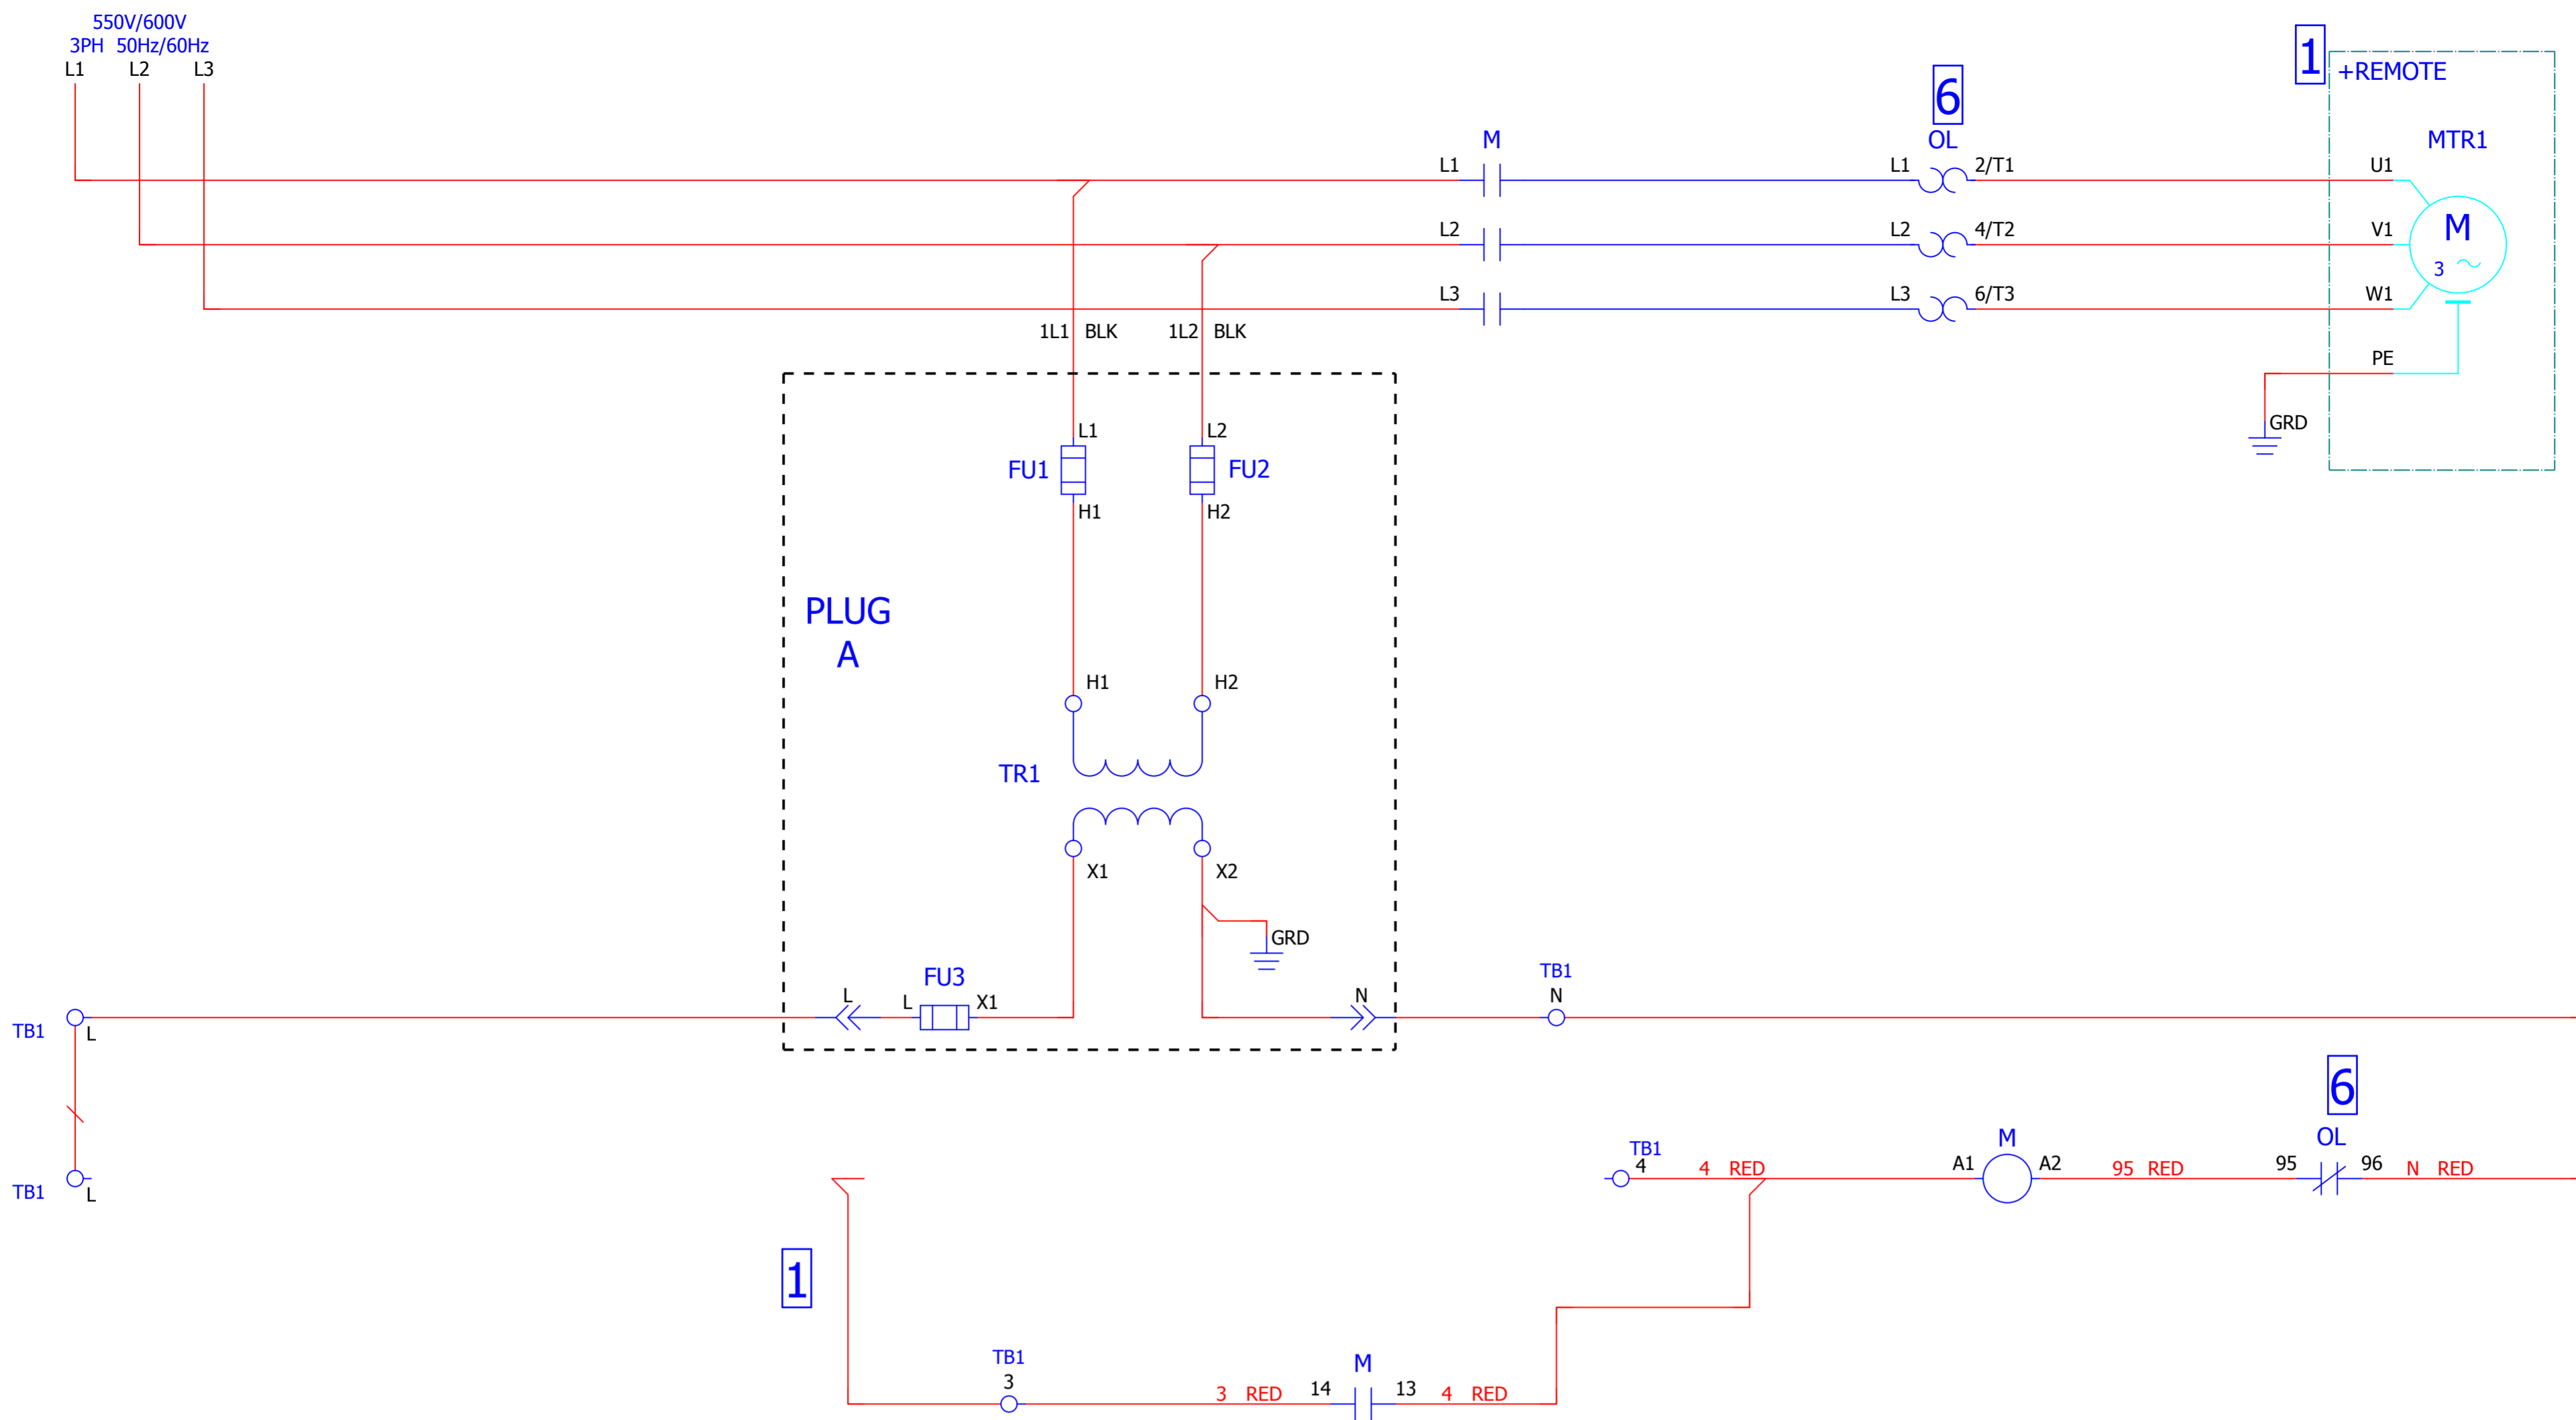 550V/600V
3PH 50Hz/60Hz
L1 L2 L3
1
+REMOTE
6
OL
M
MTR1
L1 L1 2/T1 U1
M
3
L2 L2 4/T2 V1
L3 L3 6/T3 W1
1L1 BLK 1L2 BLK
PE
GRD
L1 L2
FU1 FU2
H1 H2
PLUG
A
H1 H2
TR1
X1 X2
GRD
FU3
L L X1 N
TB1
N
TB1
L
6
TB1
4
4 RED
M
A1 A2
95 RED
OL
95 96
N RED
TB1
L
1
TB1
3
3 RED
M
14 13
4 RED